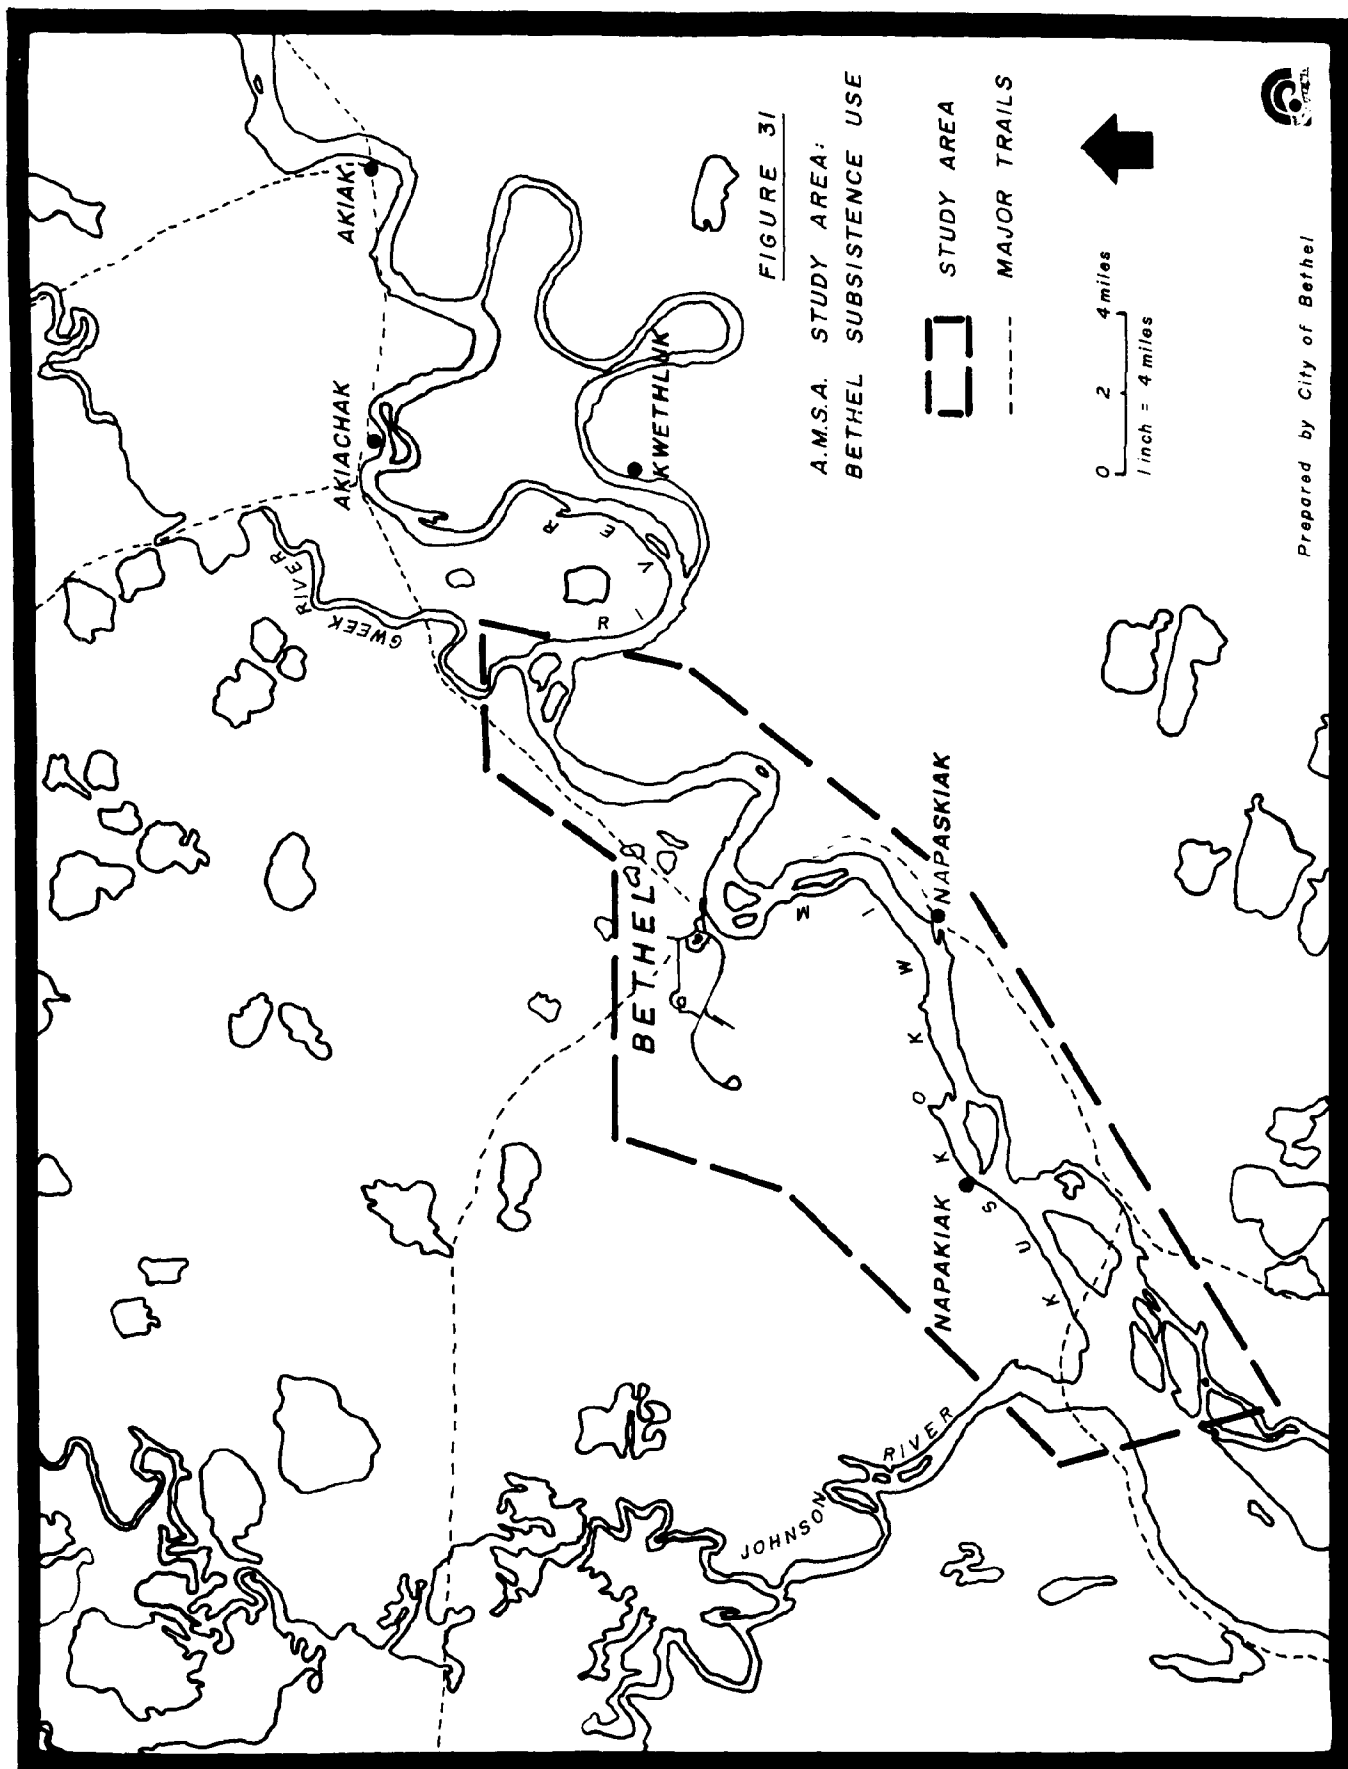 FIGURE 31
A.M.S.A. STUDY AREA:
BETHEL SUBSISTENCE USE
STUDY AREA
MAJOR TRAILS
0 2 4 miles
1 inch = 4 miles
Prepared by City of Bethel
AKIAK
AKIACHAK
KWETHLUK
GWEEK RIVER
BETHEL
NAPASKIAK
NAPAKIAK
JOHNSON RIVER
KUSKOKWIM RIVER